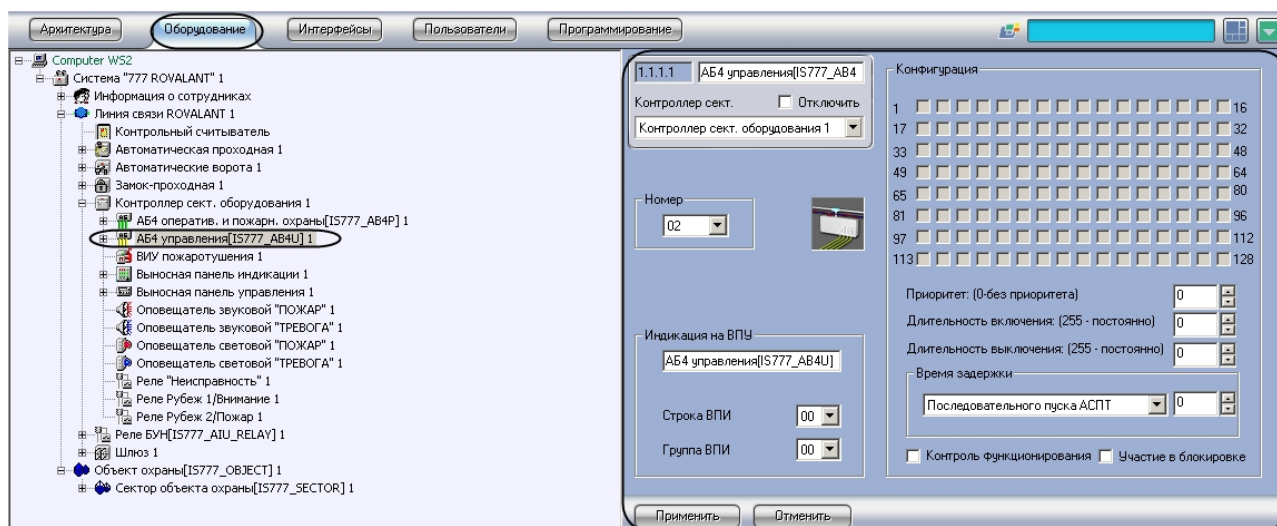 Архитектура Оборудование Интерфейсы Пользователи Программирование
Computer WS2
Система "777 ROVALANT" 1
Информация о сотрудниках
Линия связи ROVALANT 1
Контрольный считыватель
Автоматическая проходная 1
Автоматические ворота 1
Замок-проходная 1
Контроллер сект. оборудования 1
АБ4 оператив. и пожарн. охраны[IS777_AB4P] 1
АБ4 управления[IS777_AB4U] 1
ВИУ пожаротушения 1
Выносная панель индикации 1
Выносная панель управления 1
Оповещатель звуковой "ПОЖАР" 1
Оповещатель звуковой "ТРЕВОГА" 1
Оповещатель световой "ПОЖАР" 1
Оповещатель световой "ТРЕВОГА" 1
Реле "Неисправность" 1
Реле Рубеж 1/Внимание 1
Реле Рубеж 2/Пожар 1
Реле БУН[IS777_AIU_RELAY] 1
Шлюз 1
Объект охраны[IS777_OBJECT] 1
Сектор объекта охраны[IS777_SECTOR] 1
1.1.1.1 АБ4 управления[IS777_AB4
Контроллер сект. Отключить
Контроллер сект. оборудования 1
Номер
02
Индикация на ВПУ
АБ4 управления[IS777_AB4U]
Строка ВПИ 00
Группа ВПИ 00
Конфигурация
1 16
17 32
33 48
49 64
65 80
81 96
97 112
113 128
Приоритет: (0-без приоритета) 0
Длительность включения: (255 - постоянно) 0
Длительность выключения: (255 - постоянно) 0
Время задержки
Последовательного пуска АСПТ 0
Контроль функционирования Участие в блокировке
Применить Отменить